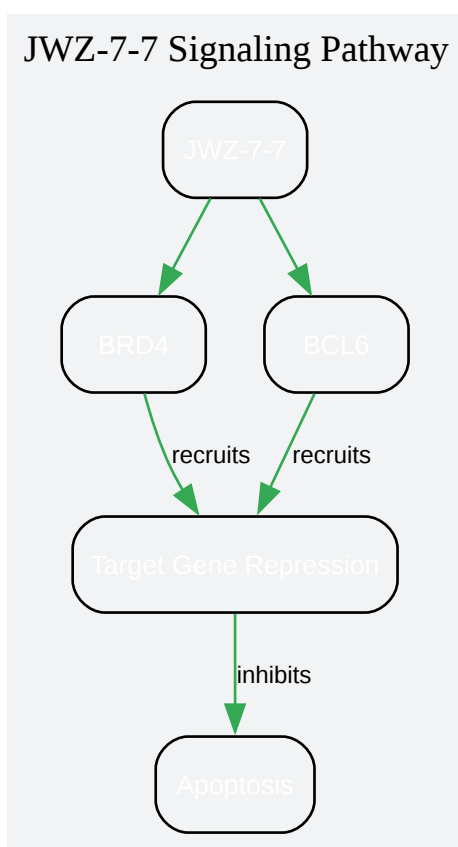 JWZ-7-7 Signaling Pathway
JWZ-7-7
BRD4
BCL6
recruits
recruits
Target Gene Repression
inhibits
Apoptosis